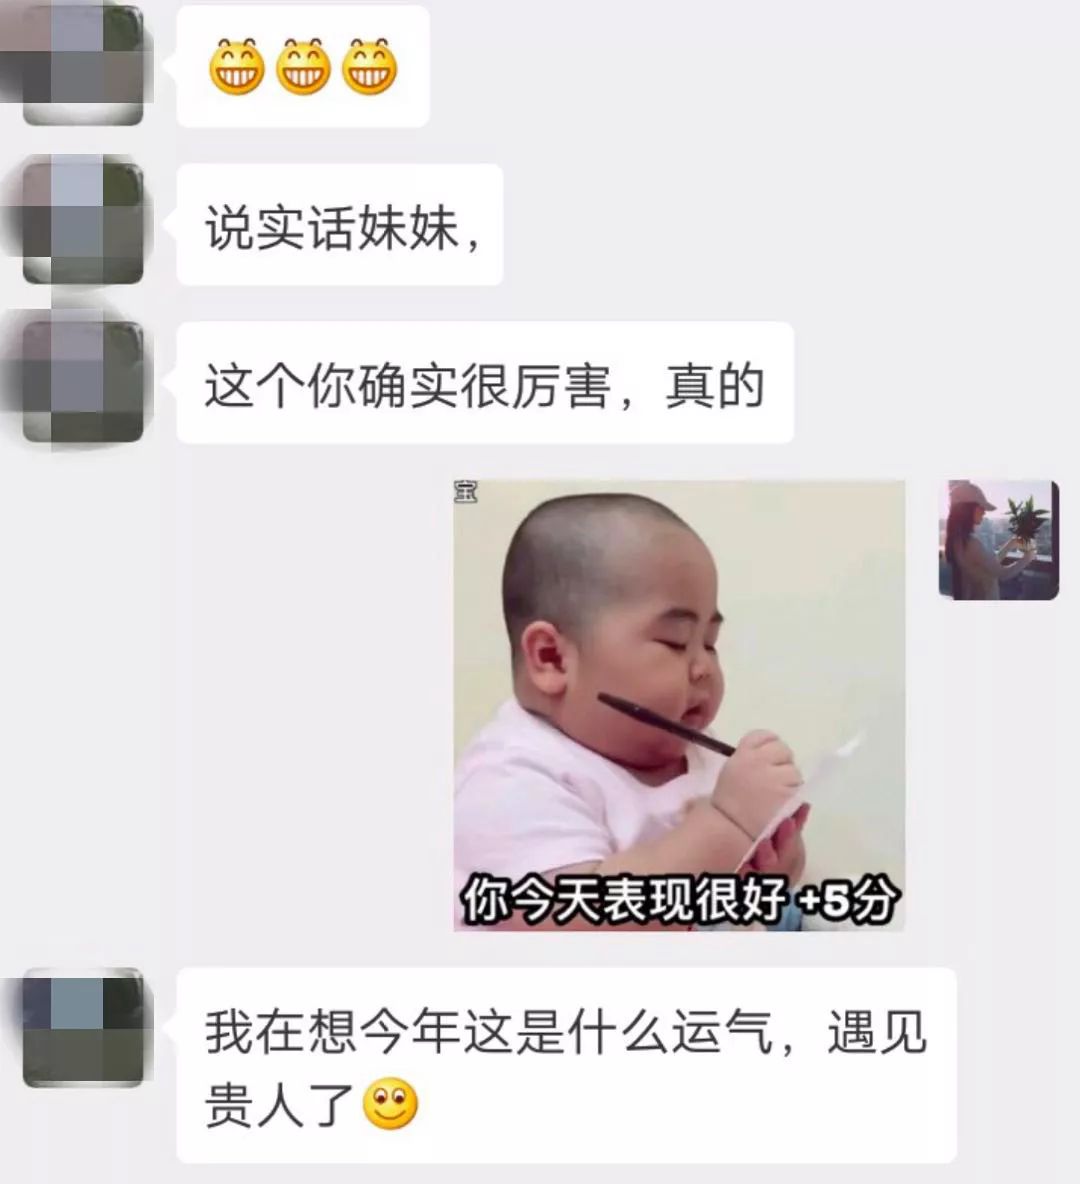 说实话妹妹，
这个你确实很厉害，真的
宝
你今天表现很好 +5分
我在想今年这是什么运气，遇见
贵人了